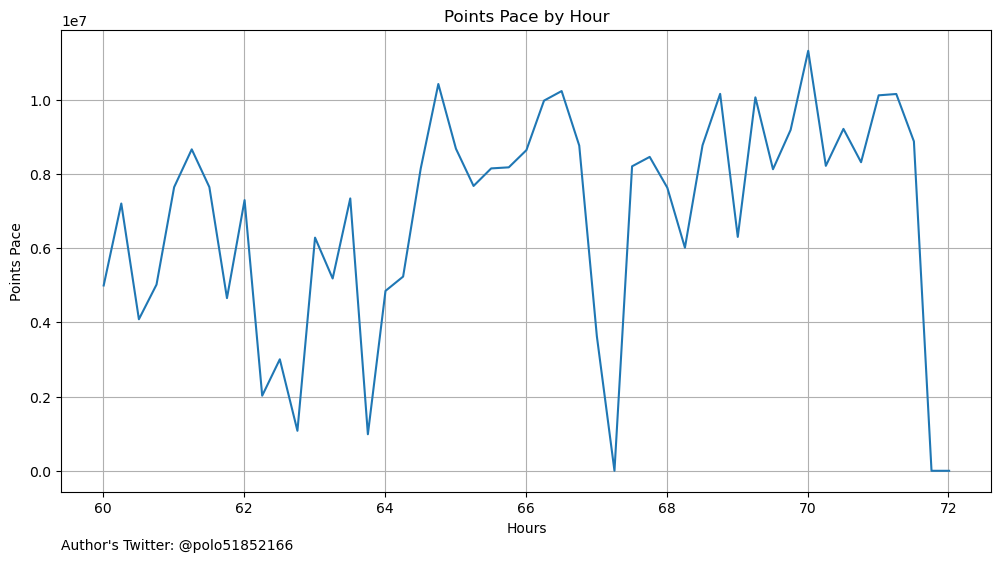 Points Pace by Hour
1e7
1.0
0.8
0.6
0.4
0.2
0.0
Points Pace
60 62 64 66 68 70 72
Hours
Author's Twitter: @polo51852166